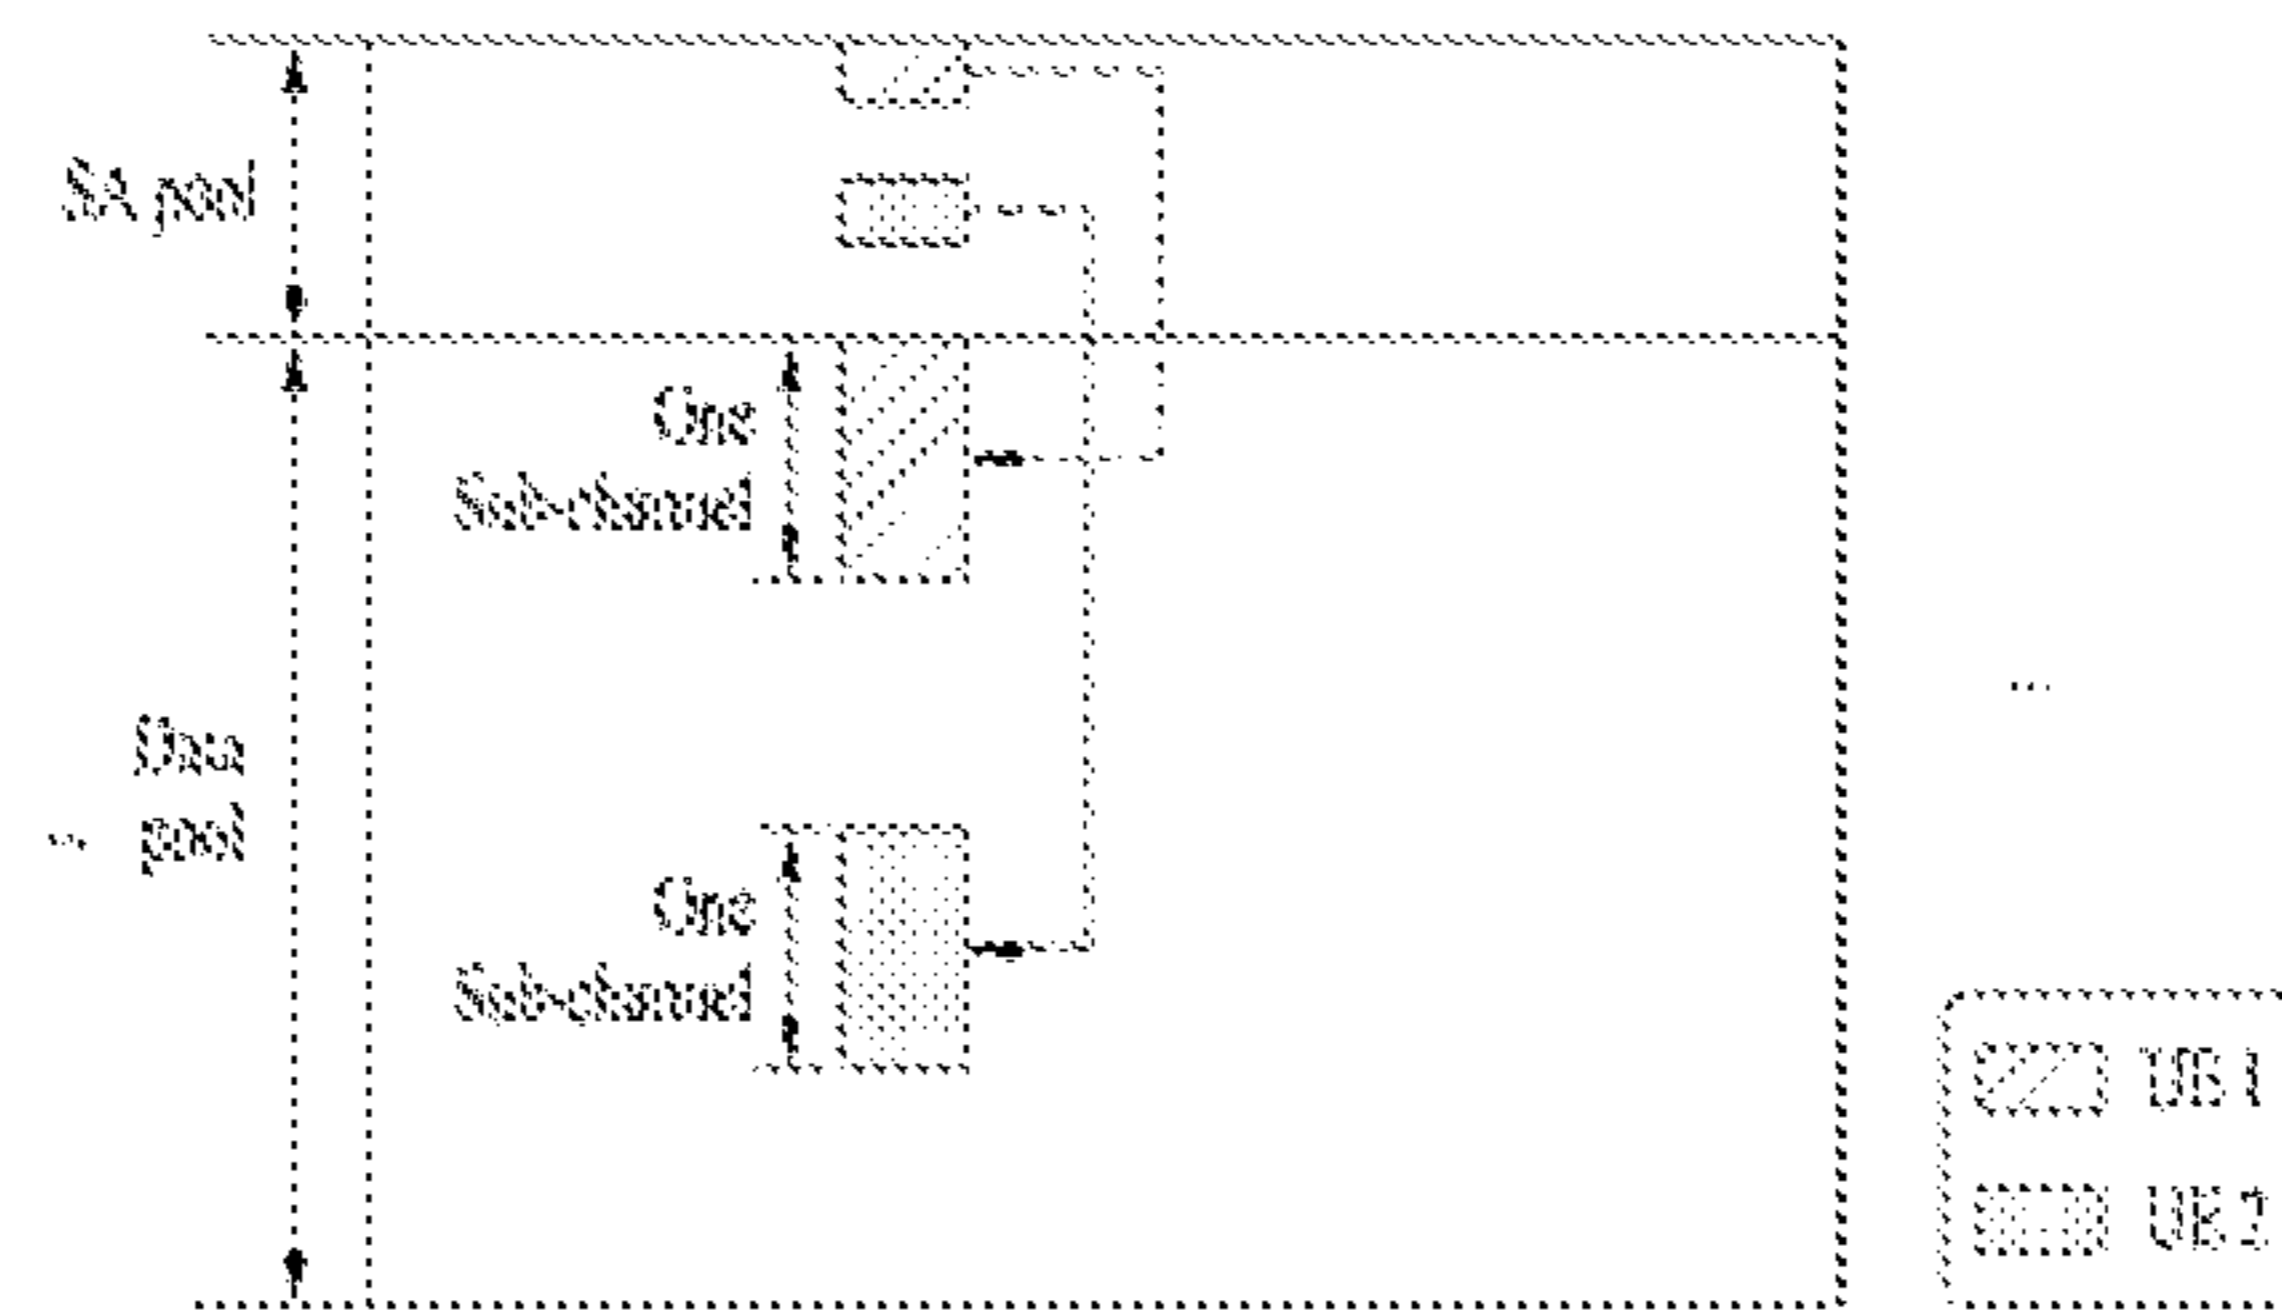 SA pool
One
Sub-channel
Data
... pool
...
One
Sub-channel
UE 1
UE 2